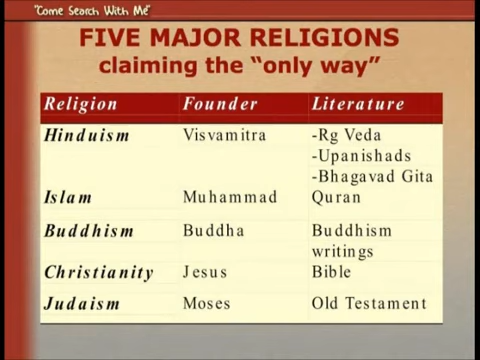 "Come Search With Me"
FIVE MAJOR RELIGIONS
claiming the "only way"
Religion Founder Literature
Hinduism Visvamitra -Rg Veda
-Upanishads
-Bhagavad Gita
Islam Muhammad Quran
Buddhism Buddha Buddhism
writings
Christianity Jesus Bible
Judaism Moses Old Testament